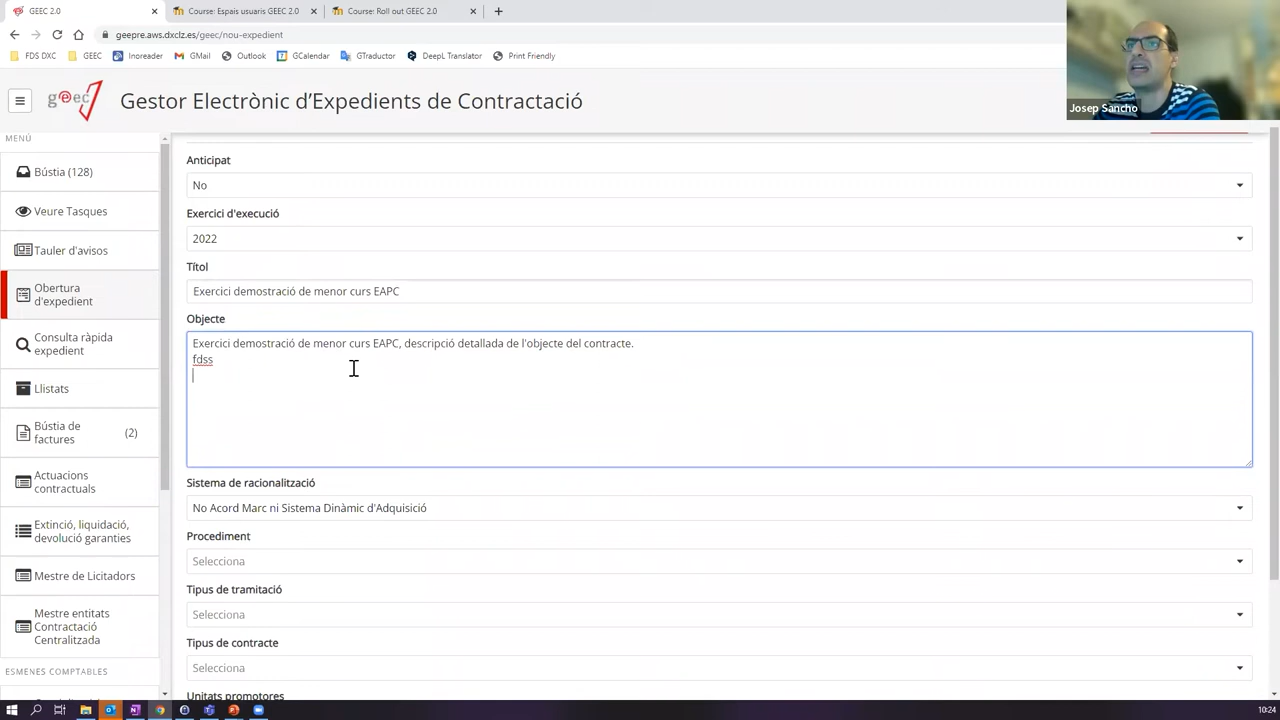 GEEC 2.0
Course: Espais usuaris GEEC 2.0
Course: Roll out GEEC 2.0
geepre.aws.dxclz.es/geec/nou-expedient
FDS DXC
GEEC
Inoreader
GMail
Outlook
GCalendar
GTraductor
DeepL Translator
Print Friendly
Josep Sancho
geec
Gestor Electrònic d'Expedients de Contractació
MENÚ
Bústia (128)
Veure Tasques
Tauler d'avisos
Obertura
d'expedient
Consulta ràpida
expedient
Llistats
Bústia de
factures
(2)
Actuacions
contractuals
Extinció, liquidació,
devolució garanties
Mestre de Licitadors
Mestre entitats
Contractació
Centralitzada
ESMENES COMPTABLES
Anticipat
No
Exercici d'execució
2022
Títol
Exercici demostració de menor curs EAPC
Objecte
Exercici demostració de menor curs EAPC, descripció detallada de l'objecte del contracte.
fdss
Sistema de racionalització
No Acord Marc ni Sistema Dinàmic d'Adquisició
Procediment
Selecciona
Tipus de tramitació
Selecciona
Tipus de contracte
Selecciona
Unitats promotores
10:24